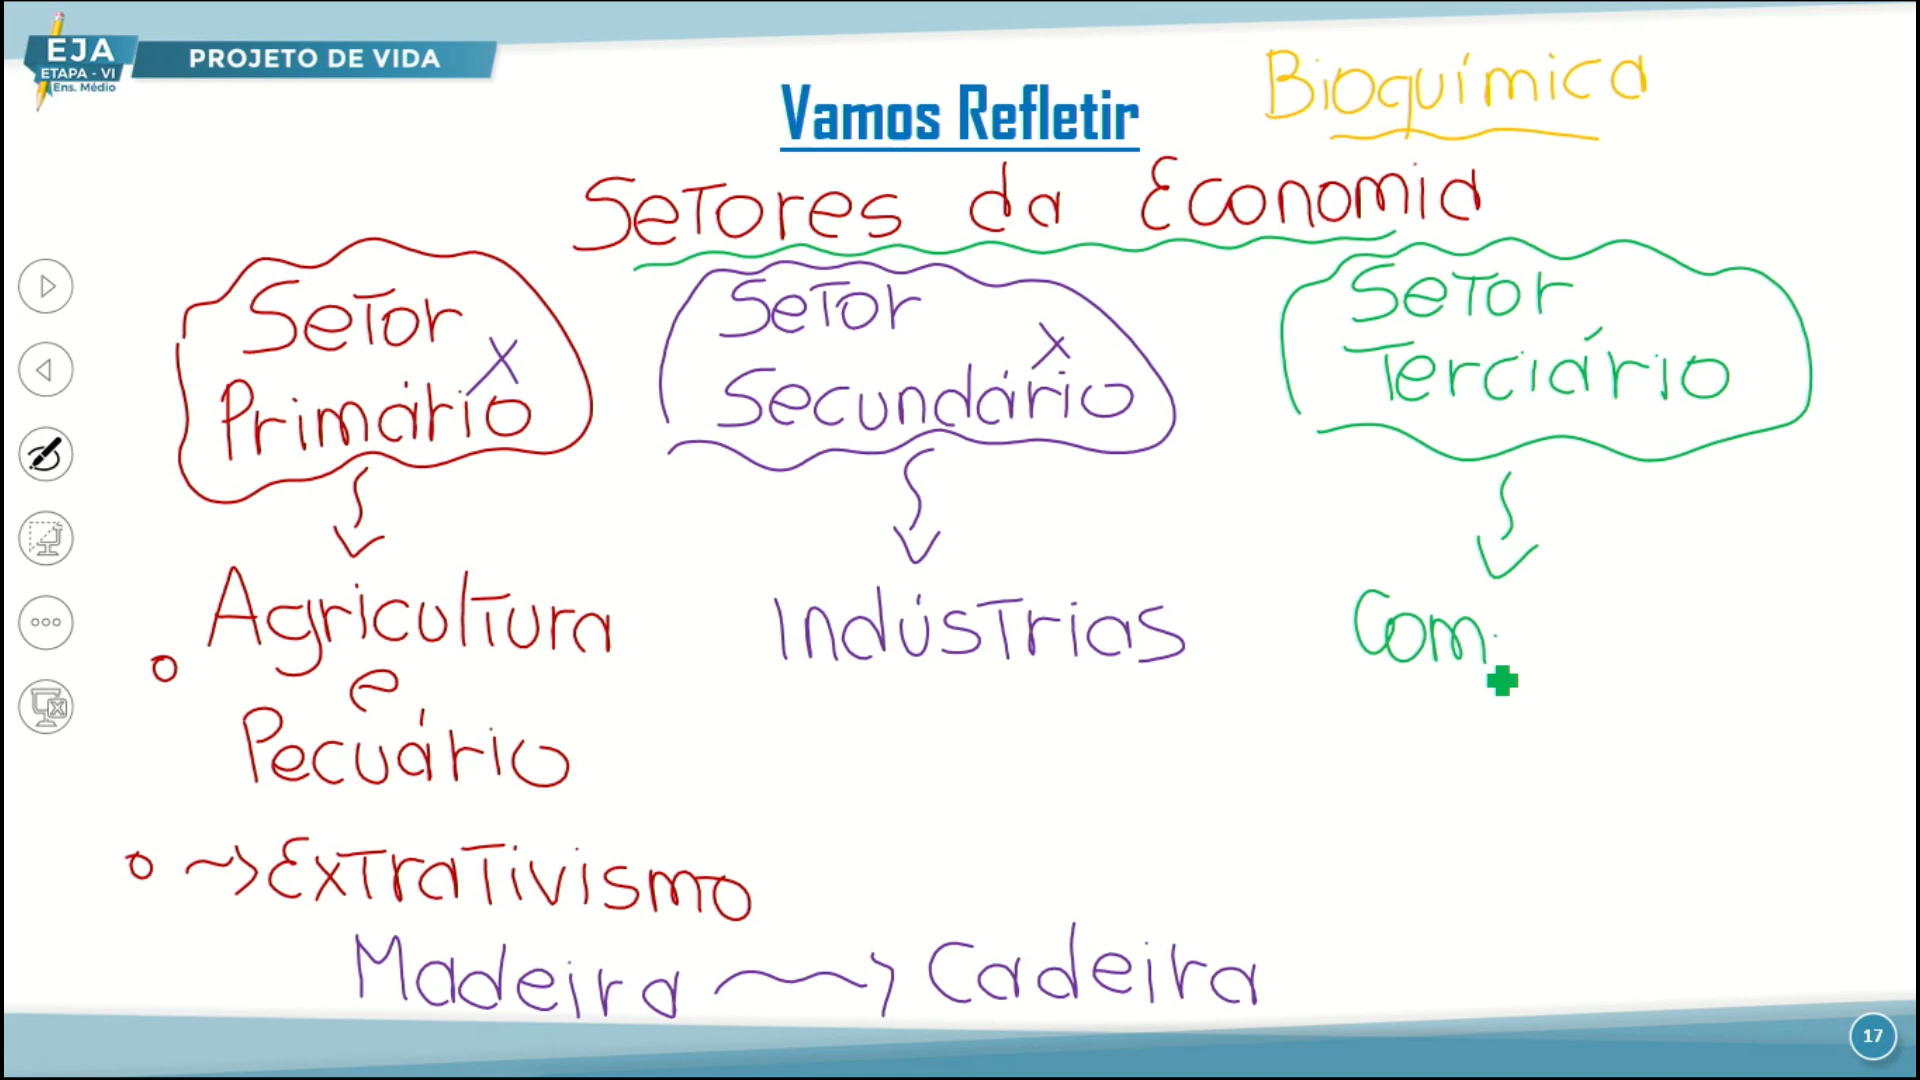 EJA
ETAPA - VI
Ens. Médio
PROJETO DE VIDA
Vamos Refletir
Bioquímica
Setores da Economia
Setor
Primário
X
Setor
Secundário
X
Setor
Terciário
Agricultura
e
Pecuário
Indústrias
Com
Extrativismo
Madeira → Cadeira
17